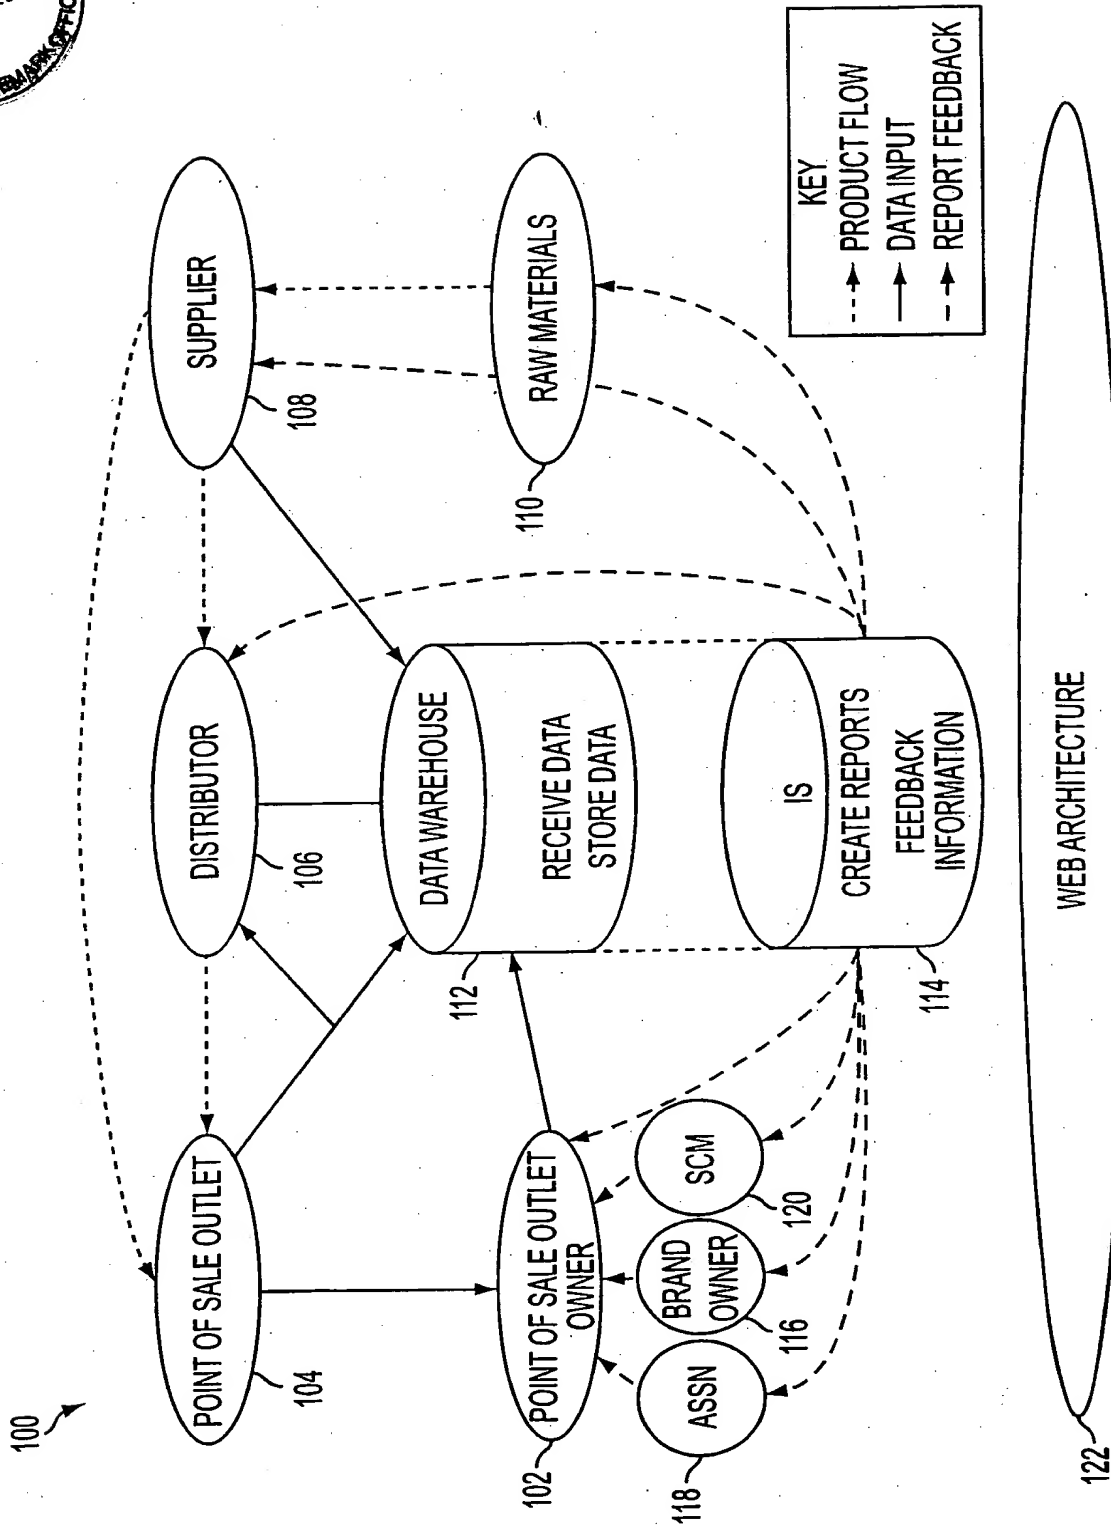 100
POINT OF SALE OUTLET
104
DISTRIBUTOR
106
SUPPLIER
108
POINT OF SALE OUTLET
OWNER
102
DATA WAREHOUSE
RECEIVE DATA
STORE DATA
112
RAW MATERIALS
110
ASSN
118
BRAND
OWNER
116
SCM
120
IS
CREATE REPORTS
FEEDBACK
INFORMATION
114
KEY
PRODUCT FLOW
DATA INPUT
REPORT FEEDBACK
WEB ARCHITECTURE
122